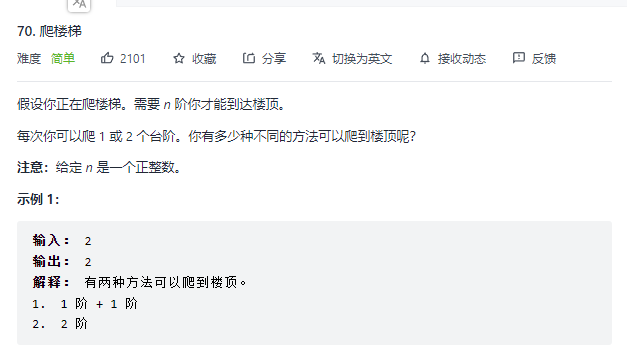 70. 爬楼梯
难度 简单 2101 收藏 分享 切换为英文 接收动态 反馈
假设你正在爬楼梯。需要 n 阶你才能到达楼顶。
每次你可以爬 1 或 2 个台阶。你有多少种不同的方法可以爬到楼顶呢？
注意：给定 n 是一个正整数。
示例 1：
输入： 2
输出： 2
解释： 有两种方法可以爬到楼顶。
1. 1 阶 + 1 阶
2. 2 阶